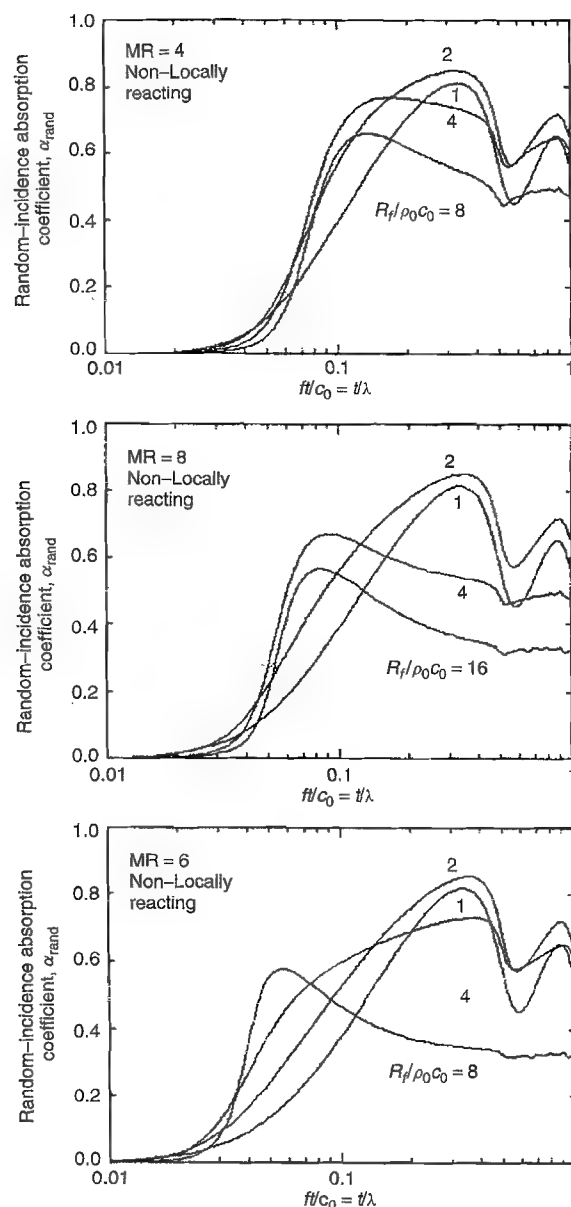 1.0
0.8
0.6
0.4
0.2
0.0
Random–incidence absorption
coefficient, αrand
MR = 4
Non–Locally
reacting
2
1
4
Rf/ρ0c0 = 8
0.01
0.1
1
ft/c0 = t/λ
1.0
0.8
0.6
0.4
0.2
0.0
Random–incidence absorption
coefficient, αrand
MR = 8
Non–Locally
reacting
2
1
4
Rf/ρ0c0 = 16
0.01
0.1
1
ft/c0 = t/λ
1.0
0.8
0.6
0.4
0.2
0.0
Random–incidence absorption
coefficient, αrand
MR = 6
Non–Locally
reacting
2
1
4
Rf/ρ0c0 = 8
0.01
0.1
1
ft/c0 = t/λ